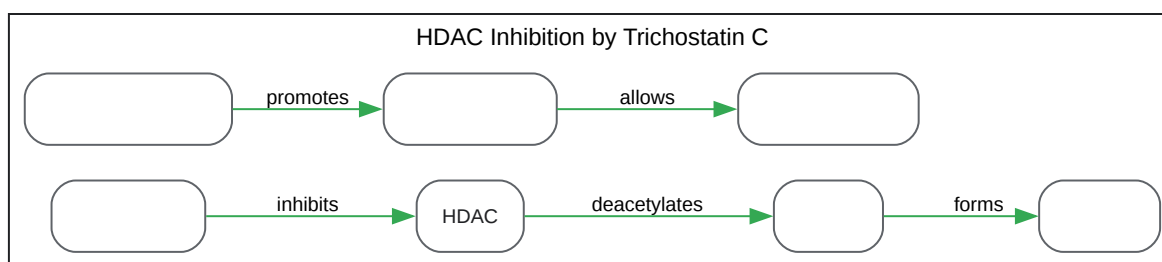 HDAC Inhibition by Trichostatin C
promotes
allows
inhibits
HDAC
deacetylates
forms